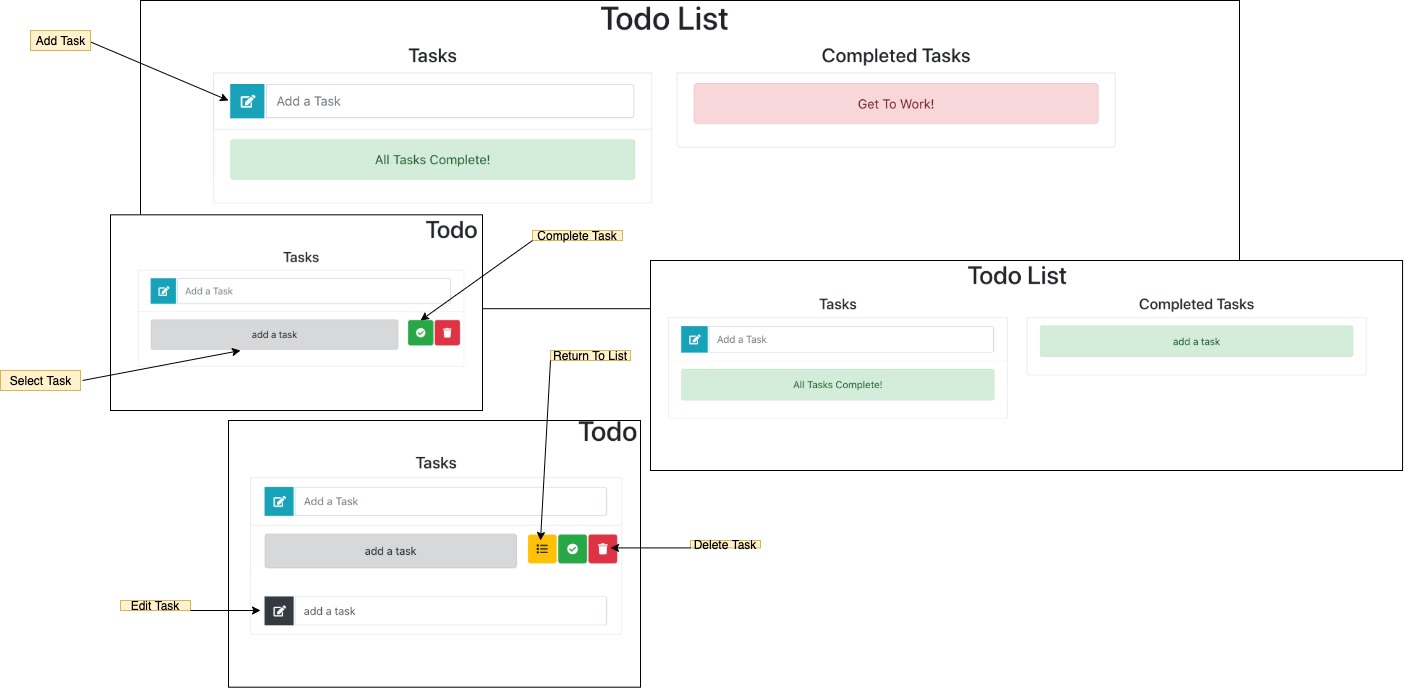 Todo List
Add Task
Tasks
Completed Tasks
Add a Task
Get To Work!
All Tasks Complete!
Todo
Complete Task
Tasks
Add a Task
add a task
Select Task
Todo List
Tasks
Completed Tasks
Add a Task
add a task
All Tasks Complete!
Return To List
Todo
Tasks
Add a Task
add a task
Delete Task
Edit Task
add a task